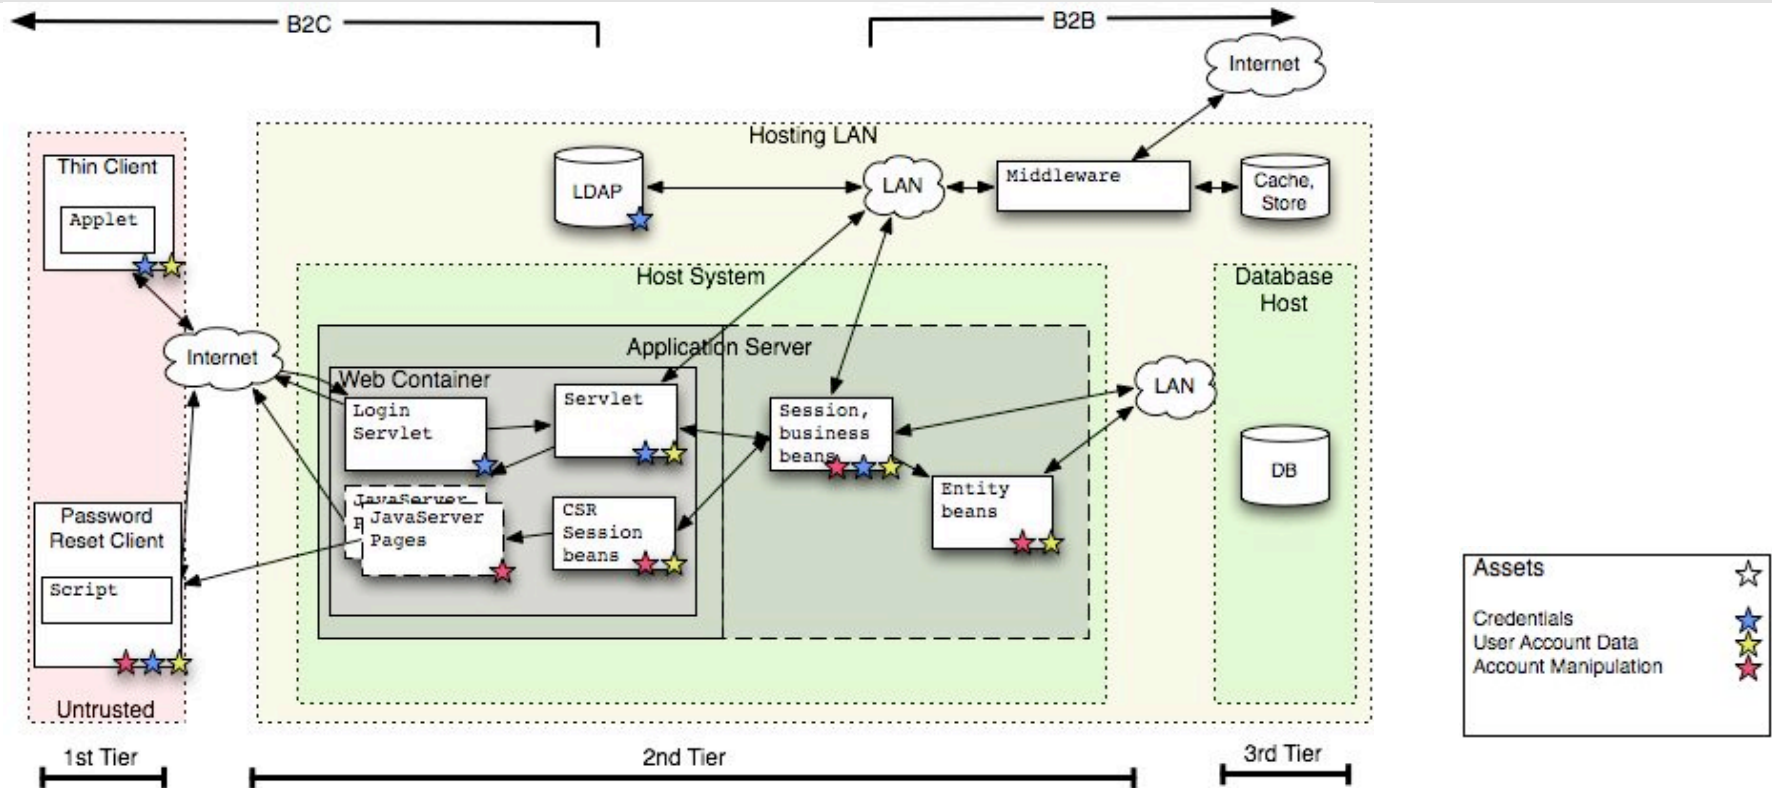 B2C
B2B
Internet
Hosting LAN
Thin Client
Applet
LDAP
LAN
Middleware
Cache,
Store
Host System
Database
Host
Internet
Application Server
Web Container
Login
Servlet
Servlet
Session,
business
beans
LAN
DB
Entity
beans
JavaServer
P
JavaServer
Pages
CSR
Session
beans
Password
Reset Client
Script
Untrusted
Assets
Credentials
User Account Data
Account Manipulation
1st Tier
2nd Tier
3rd Tier